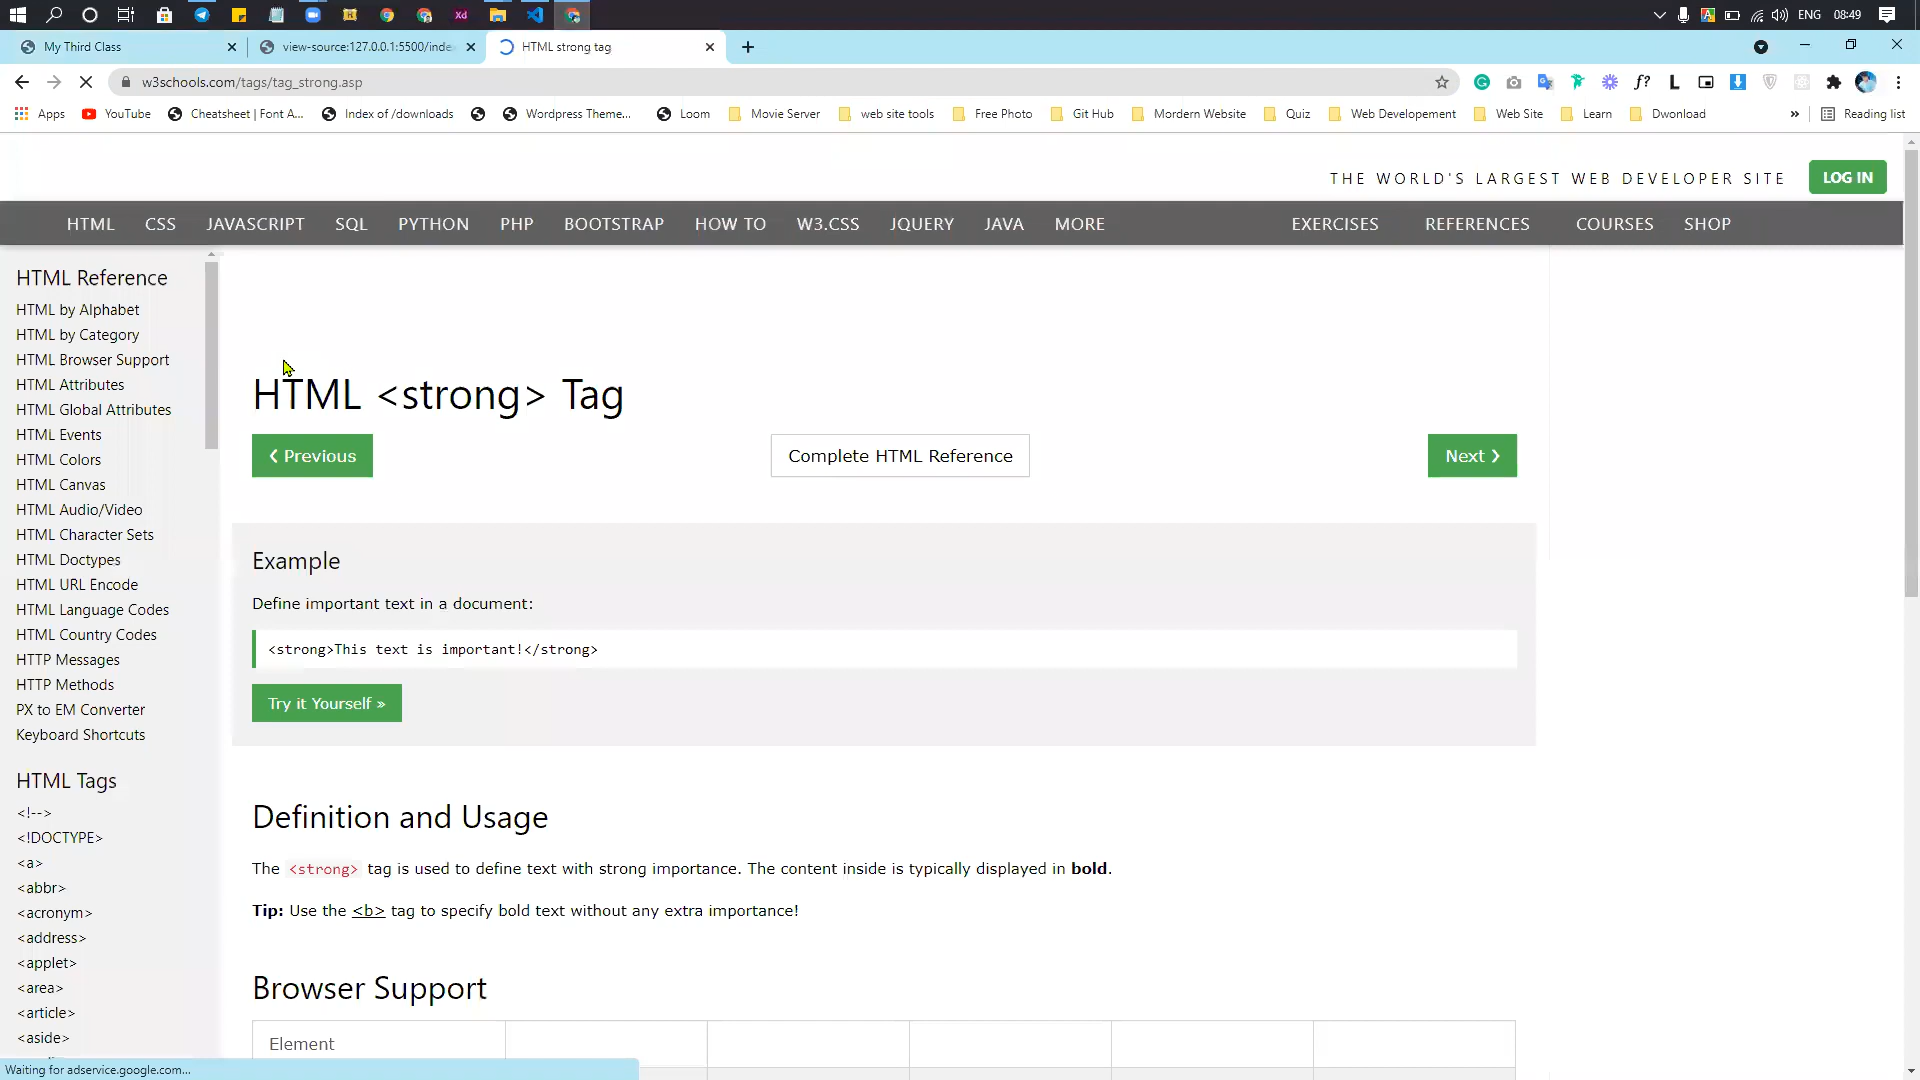 ENG
08:49
My Third Class
view-source:127.0.0.1:5500/inde
HTML strong tag
w3schools.com/tags/tag_strong.asp
Apps
YouTube
Cheatsheet | Font A...
Index of /downloads
Wordpress Theme...
Loom
Movie Server
web site tools
Free Photo
Git Hub
Mordern Website
Quiz
Web Developement
Web Site
Learn
Dwonload
»
Reading list
THE WORLD'S LARGEST WEB DEVELOPER SITE
LOG IN
HTML
CSS
JAVASCRIPT
SQL
PYTHON
PHP
BOOTSTRAP
HOW TO
W3.CSS
JQUERY
JAVA
MORE
EXERCISES
REFERENCES
COURSES
SHOP
HTML Reference
HTML by Alphabet
HTML by Category
HTML Browser Support
HTML Attributes
HTML Global Attributes
HTML Events
HTML Colors
HTML Canvas
HTML Audio/Video
HTML Character Sets
HTML Doctypes
HTML URL Encode
HTML Language Codes
HTML Country Codes
HTTP Messages
HTTP Methods
PX to EM Converter
Keyboard Shortcuts
HTML Tags
<!-->
<!DOCTYPE>
<a>
<abbr>
<acronym>
<address>
<applet>
<area>
<article>
<aside>
HTML <strong> Tag
❮ Previous
Complete HTML Reference
Next ❯
Example
Define important text in a document:
<strong>This text is important!</strong>
Try it Yourself »
Definition and Usage
The <strong> tag is used to define text with strong importance. The content inside is typically displayed in bold.
Tip: Use the <b> tag to specify bold text without any extra importance!
Browser Support
Element
Waiting for adservice.google.com...